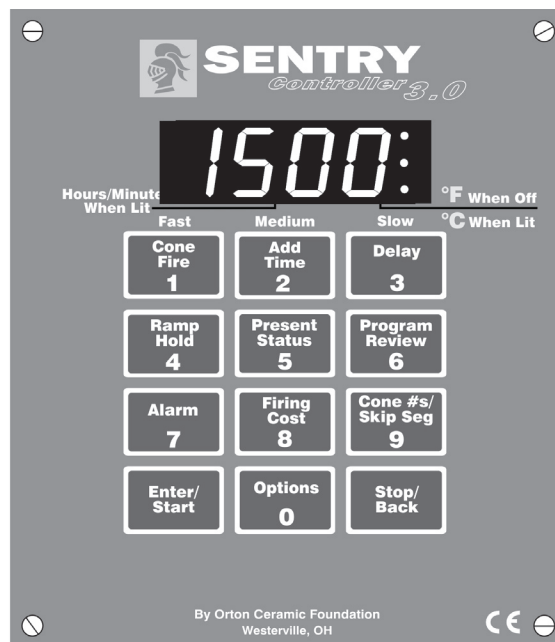 SENTRY
Controller 3.0
1500
Hours/Minute
When Lit
°F When Off
°C When Lit
Fast Medium Slow
Cone
Fire
1
Add
Time
2
Delay
3
Ramp
Hold
4
Present
Status
5
Program
Review
6
Alarm
7
Firing
Cost
8
Cone #s/
Skip Seg
9
Enter/
Start
Options
0
Stop/
Back
By Orton Ceramic Foundation
Westerville, OH
CE